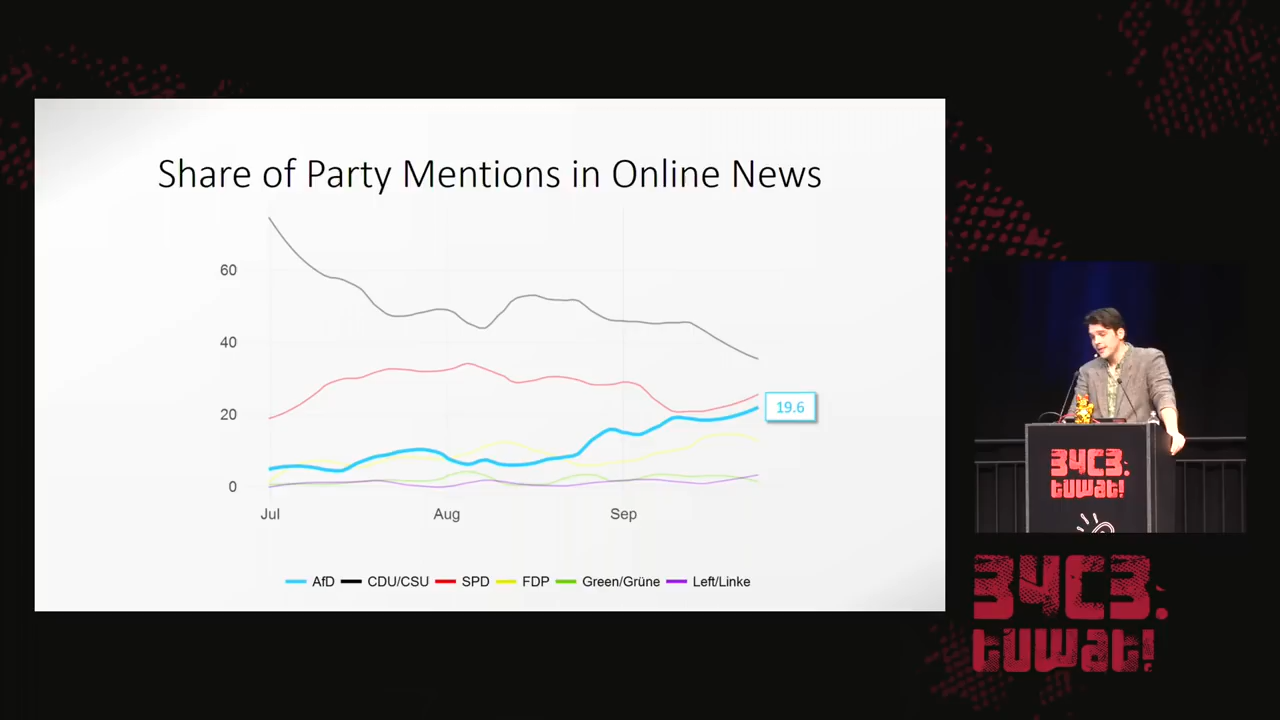 Share of Party Mentions in Online News
60
40
20
0
19.6
Jul
Aug
Sep
AfD
CDU/CSU
SPD
FDP
Green/Grüne
Left/Linke
34C3.
tuwat!
34C3.
tuwat!